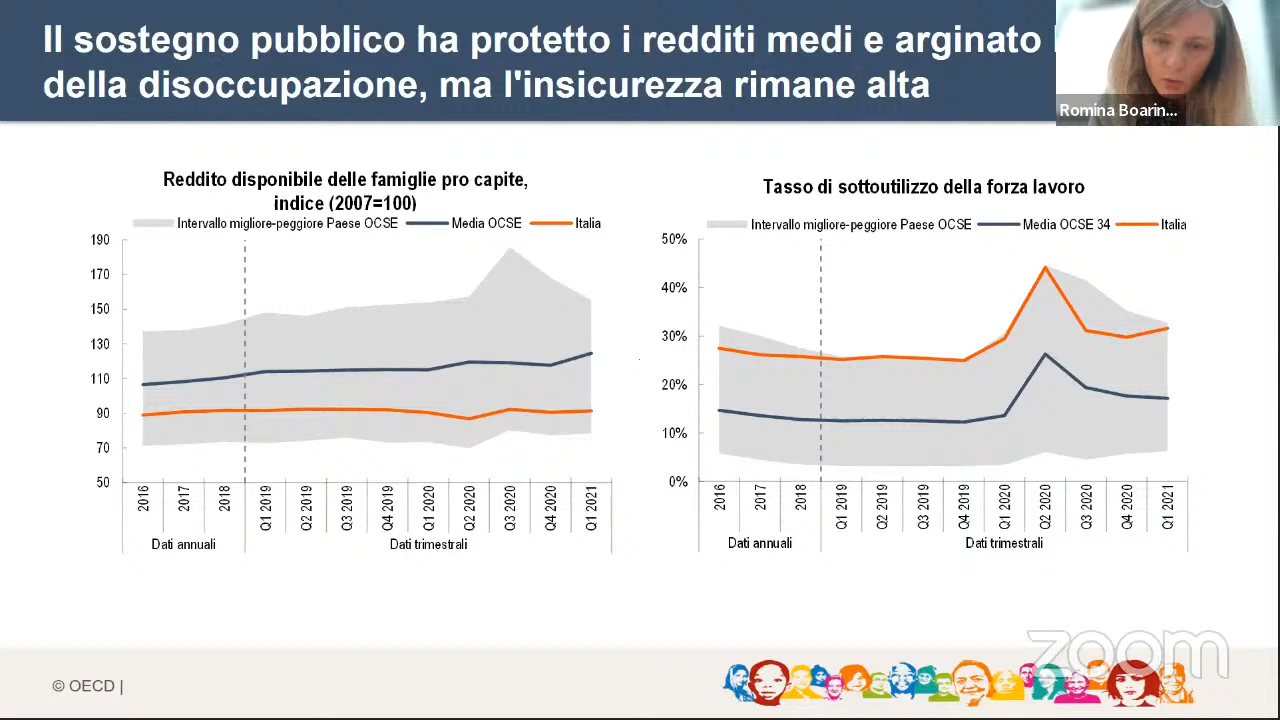 Il sostegno pubblico ha protetto i redditi medi e arginato
della disoccupazione, ma l'insicurezza rimane alta
Romina Boarin...
Reddito disponibile delle famiglie pro capite,
indice (2007=100)
Intervallo migliore-peggiore Paese OCSE Media OCSE Italia
190
170
150
130
110
90
70
50
2016 2017 2018 Q1 2019 Q2 2019 Q3 2019 Q4 2019 Q1 2020 Q2 2020 Q3 2020 Q4 2020 Q1 2021
Dati annuali Dati trimestrali
Tasso di sottoutilizzo della forza lavoro
Intervallo migliore-peggiore Paese OCSE Media OCSE 34 Italia
50%
40%
30%
20%
10%
0%
2016 2017 2018 Q1 2019 Q2 2019 Q3 2019 Q4 2019 Q1 2020 Q2 2020 Q3 2020 Q4 2020 Q1 2021
Dati annuali Dati trimestrali
zoom
© OECD |